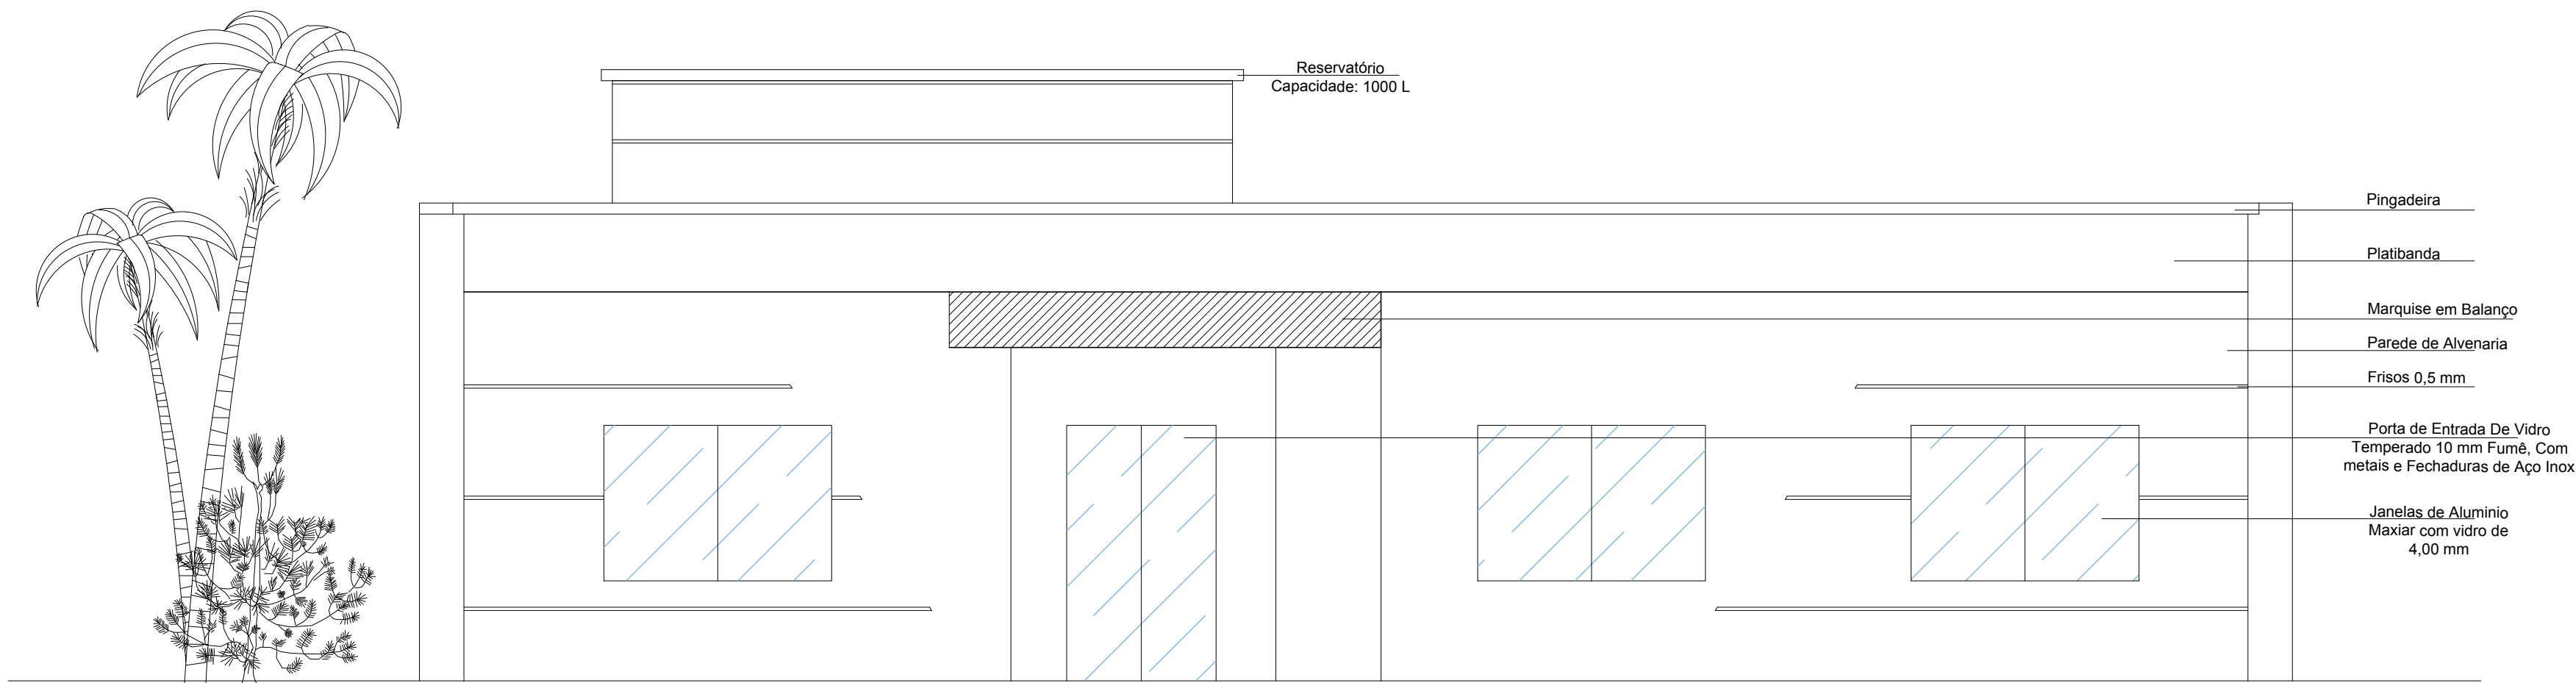 Reservatório
Capacidade: 1000 L
Pingadeira
Platibanda
Marquise em Balanço
Parede de Alvenaria
Frisos 0,5 mm
Porta de Entrada De Vidro
Temperado 10 mm Fumê, Com
metais e Fechaduras de Aço Inox
Janelas de Aluminio
Maxiar com vidro de
4,00 mm